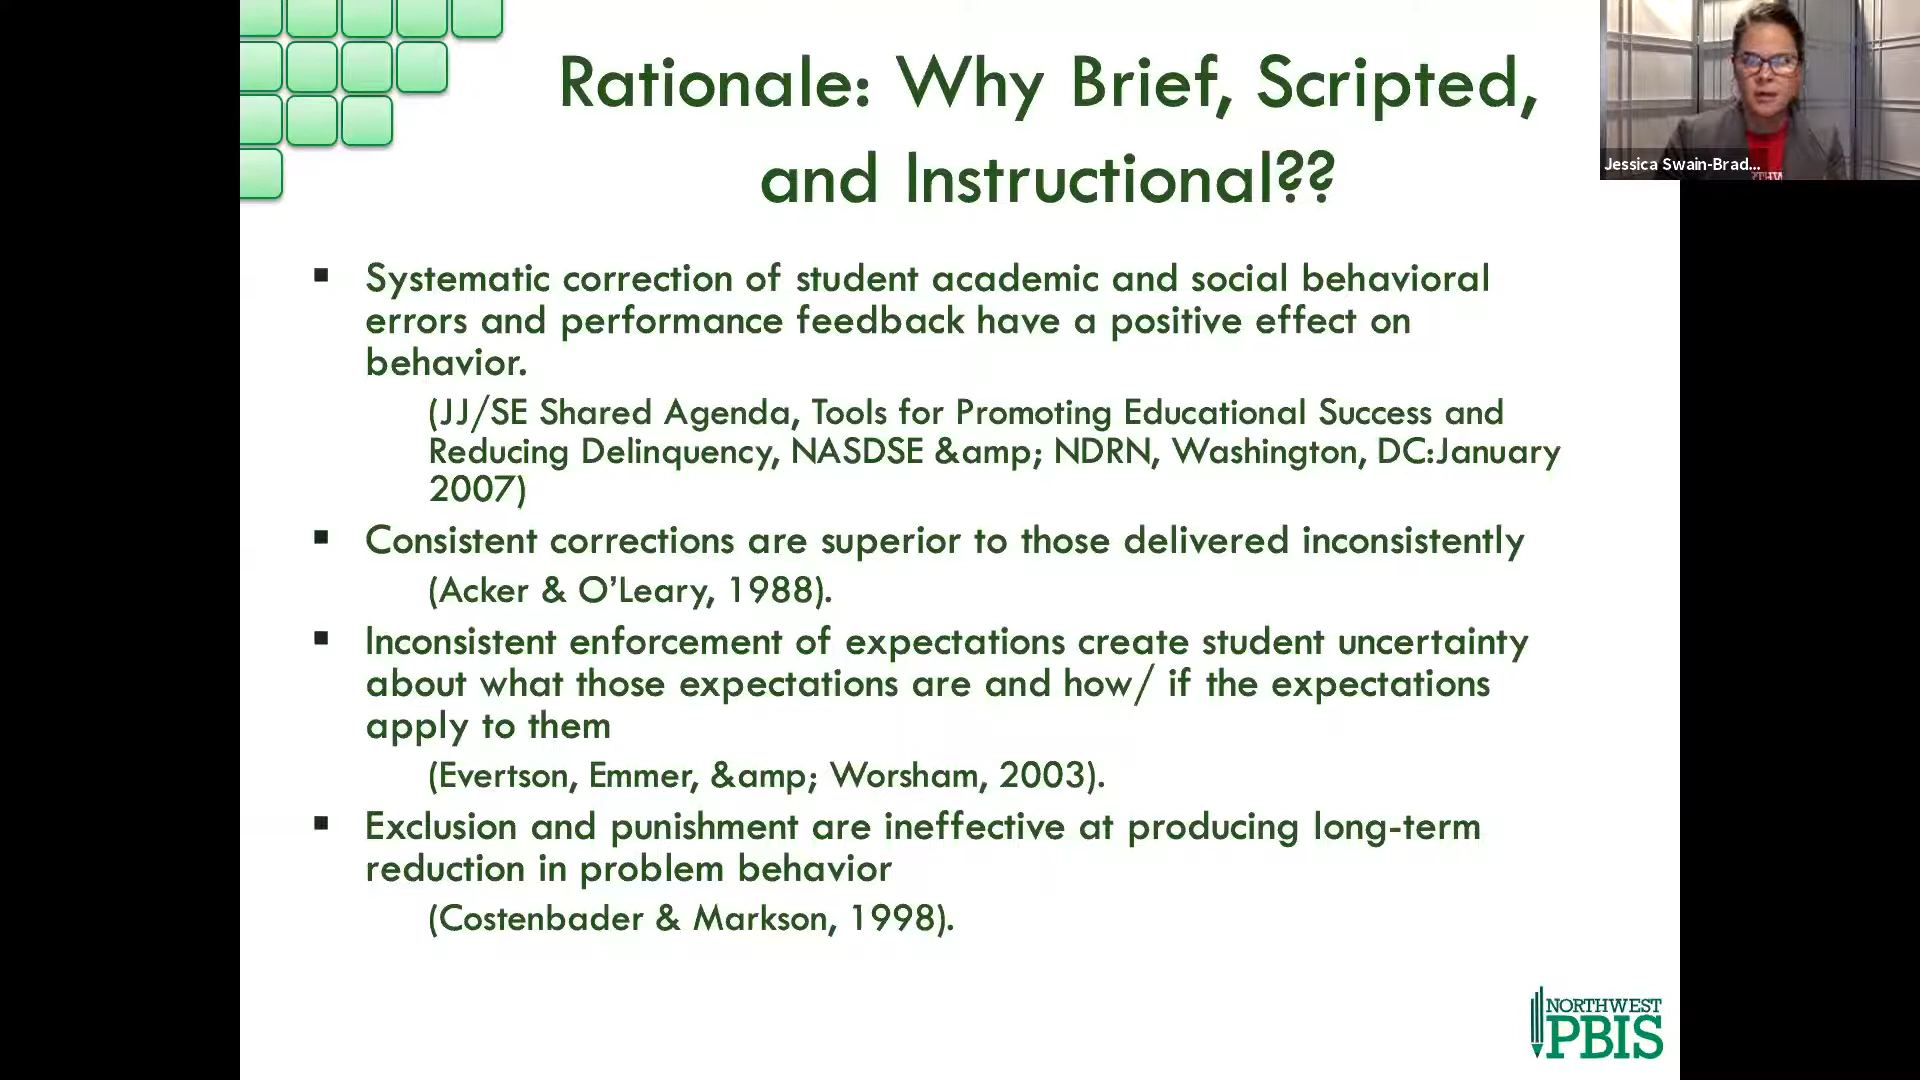 Rationale: Why Brief, Scripted,
and Instructional??
Jessica Swain-Brad...
▪ Systematic correction of student academic and social behavioral
errors and performance feedback have a positive effect on
behavior.
(JJ/SE Shared Agenda, Tools for Promoting Educational Success and
Reducing Delinquency, NASDSE &amp; NDRN, Washington, DC:January
2007)
▪ Consistent corrections are superior to those delivered inconsistently
(Acker & O’Leary, 1988).
▪ Inconsistent enforcement of expectations create student uncertainty
about what those expectations are and how/ if the expectations
apply to them
(Evertson, Emmer, &amp; Worsham, 2003).
▪ Exclusion and punishment are ineffective at producing long-term
reduction in problem behavior
(Costenbader & Markson, 1998).
NORTHWEST
PBIS